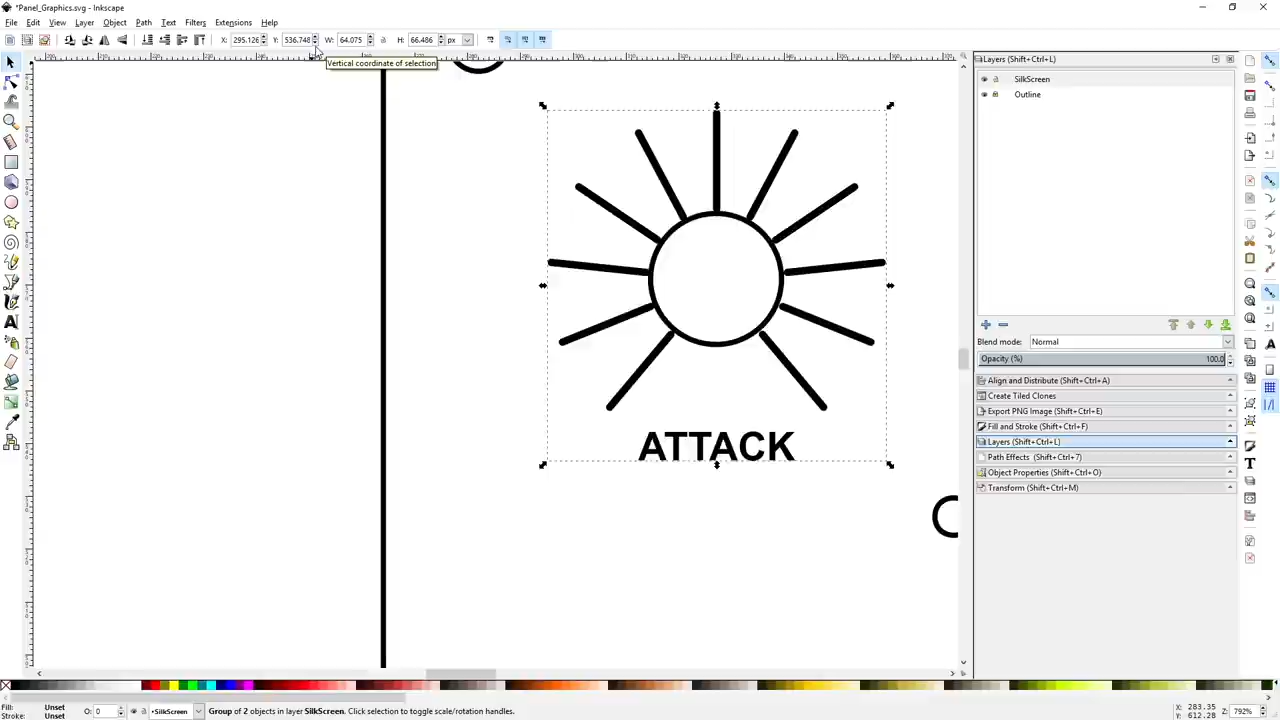 *Panel_Graphics.svg - Inkscape
File Edit View Layer Object Path Text Filters Extensions Help
X: 295.126 Y: 536.748 W: 64.075 H: 66.486 px
Vertical coordinate of selection
Layers (Shift+Ctrl+L)
SilkScreen
Outline
ATTACK
Blend mode: Normal
Opacity (%) 100.0
Align and Distribute (Shift+Ctrl+A)
Create Tiled Clones
Export PNG Image (Shift+Ctrl+E)
Fill and Stroke (Shift+Ctrl+F)
Layers (Shift+Ctrl+L)
Path Effects (Shift+Ctrl+7)
Object Properties (Shift+Ctrl+O)
Transform (Shift+Ctrl+M)
Fill: Unset
Stroke: Unset
O: 0
•SilkScreen
Group of 2 objects in layer SilkScreen. Click selection to toggle scale/rotation handles.
X: 283.35
Y: 612.28
Z: 792%